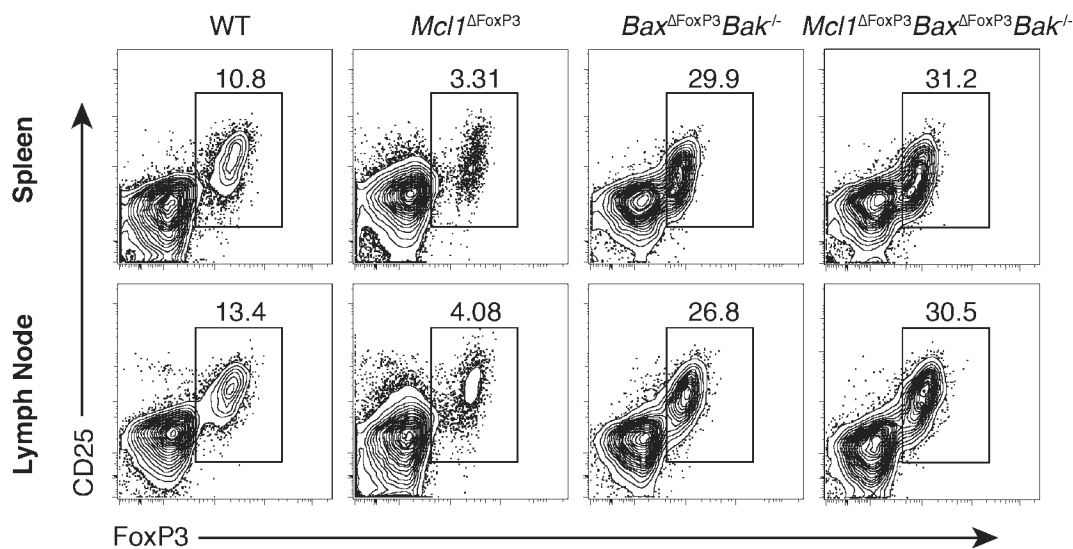 WT Mcl1ΔFoxP3 BaxΔFoxP3Bak-/- Mcl1ΔFoxP3BaxΔFoxP3Bak-/-
Spleen
10.8 3.31 29.9 31.2
Lymph Node
13.4 4.08 26.8 30.5
CD25
FoxP3